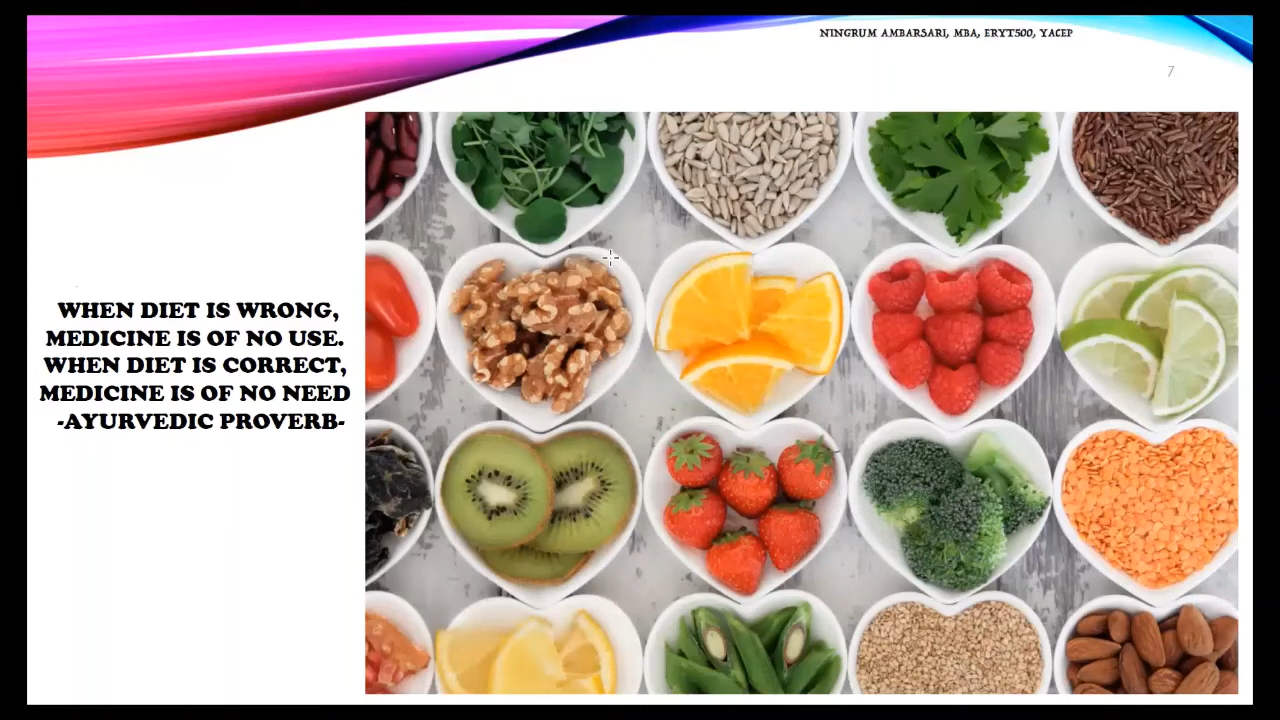 NINGRUM AMBARSARI, MBA, ERYT500, YACEP
7
WHEN DIET IS WRONG,
MEDICINE IS OF NO USE.
WHEN DIET IS CORRECT,
MEDICINE IS OF NO NEED
-AYURVEDIC PROVERB-